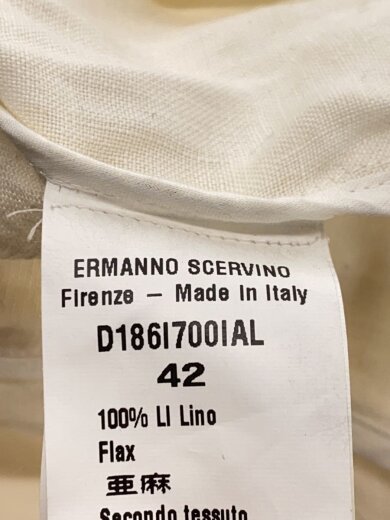 ERMANNO SCERVINO
Firenze – Made in Italy
D186I700IAL
42
100% LI Lino
Flax
亜麻
Secondo tessuto